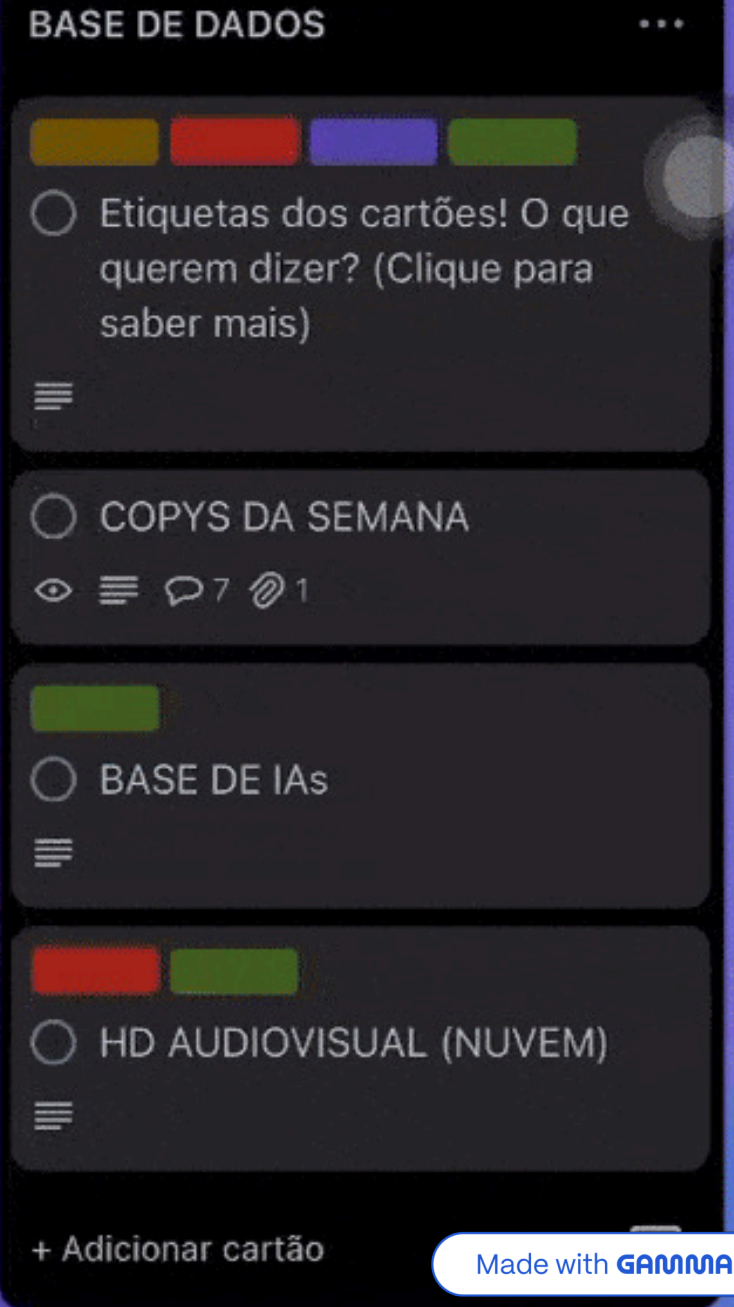 BASE DE DADOS
Etiquetas dos cartões! O que
querem dizer? (Clique para
saber mais)
COPYS DA SEMANA
7 1
BASE DE IAs
HD AUDIOVISUAL (NUVEM)
+ Adicionar cartão
Made with GAMMA